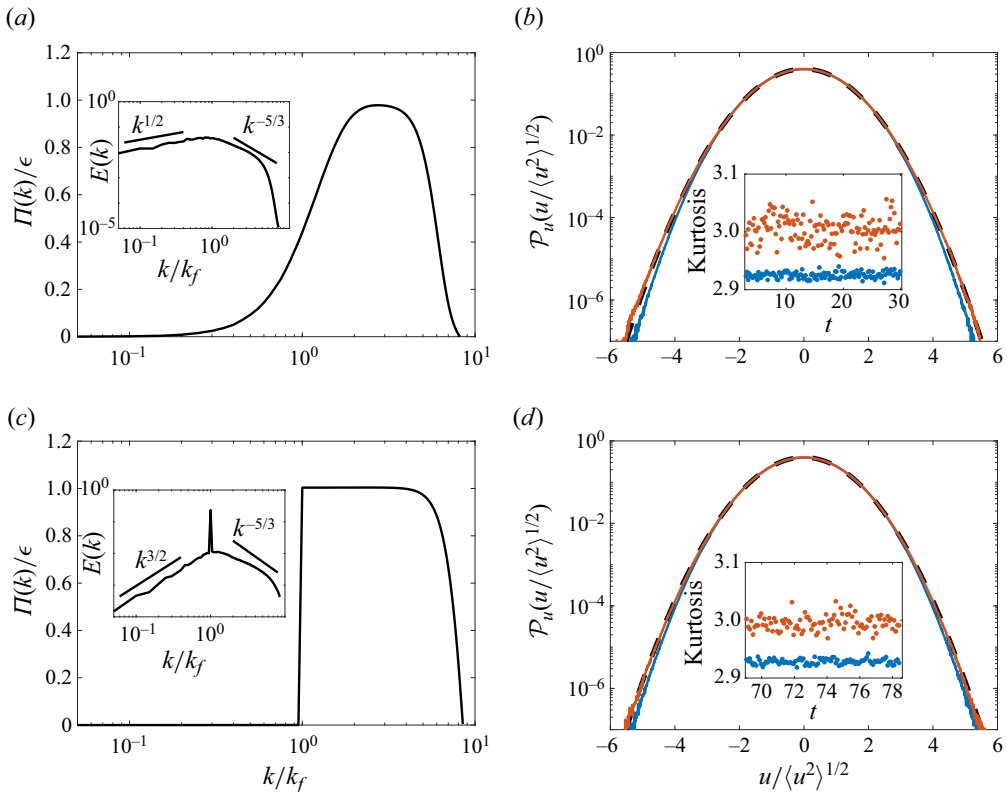 (a)
1.2
1.0
0.8
0.6
0.4
0.2
0
Π(k)/ϵ
10^{-1}
10^0
10^1
10^0
10^{-5}
E(k)
k^{1/2}
k^{-5/3}
10^{-1}
10^0
k/k_f
(b)
10^0
10^{-2}
10^{-4}
10^{-6}
𝒫_u(u/⟨u^2⟩^{1/2})
−6
−4
−2
0
2
4
6
3.1
3.0
2.9
Kurtosis
10
20
30
t
(c)
1.2
1.0
0.8
0.6
0.4
0.2
0
Π(k)/ϵ
10^{-1}
10^0
10^1
k/k_f
10^0
E(k)
k^{3/2}
k^{-5/3}
10^{-1}
10^0
k/k_f
(d)
10^0
10^{-2}
10^{-4}
10^{-6}
𝒫_u(u/⟨u^2⟩^{1/2})
−6
−4
−2
0
2
4
6
u/⟨u^2⟩^{1/2}
3.1
3.0
2.9
Kurtosis
70
72
74
76
78
t